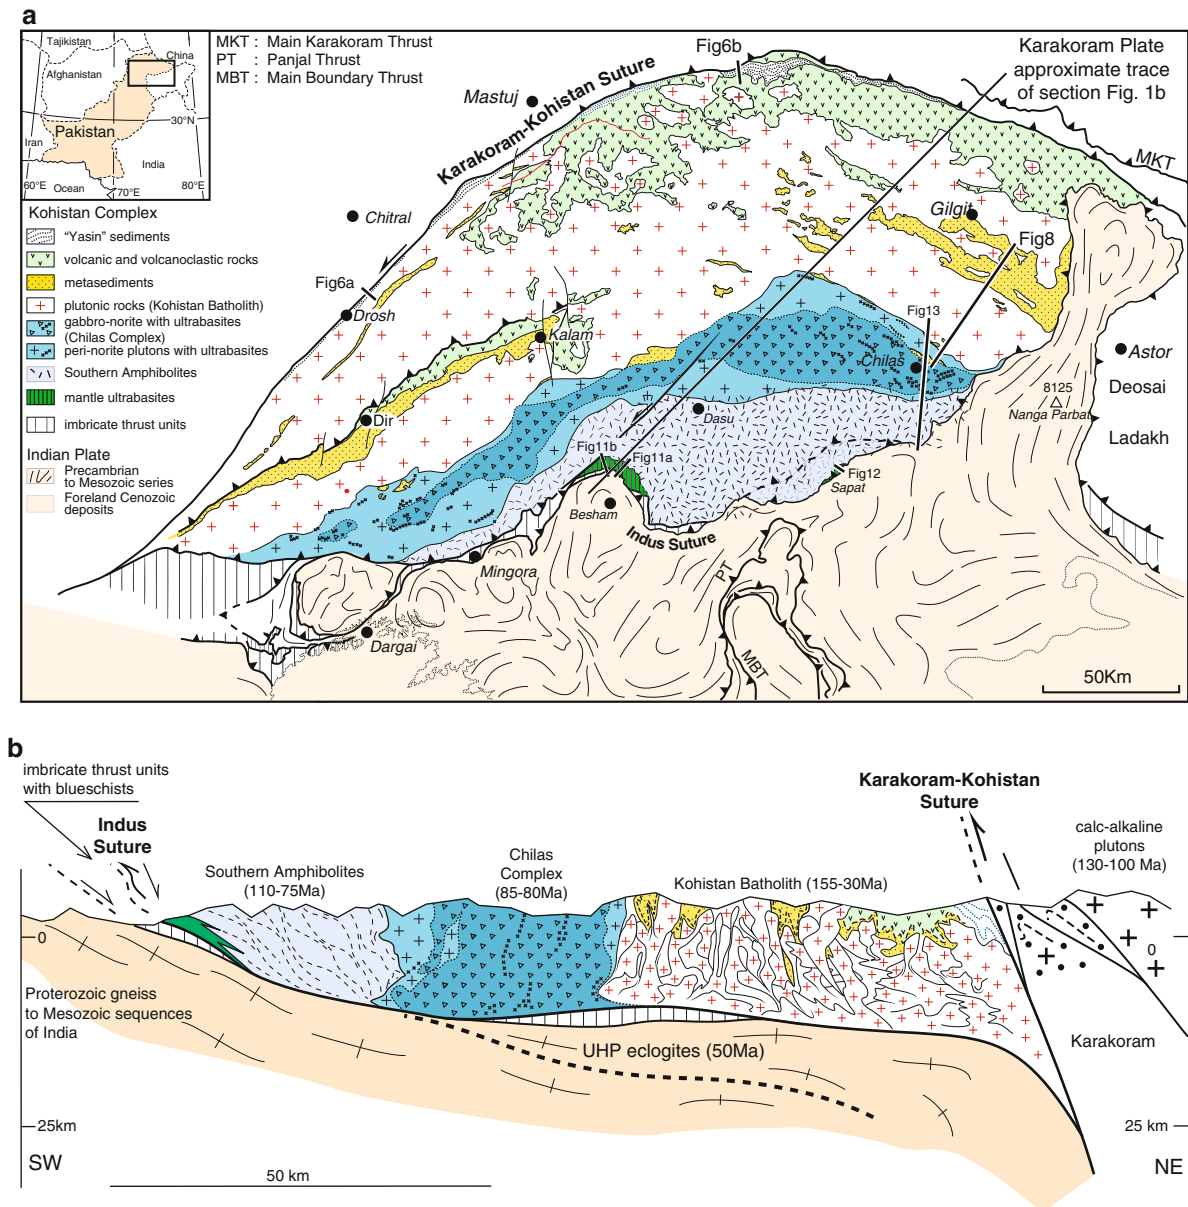 a
Tajikistan
China
Afghanistan
Pakistan
30°N
Iran
India
60°E
Ocean
70°E
80°E
MKT : Main Karakoram Thrust
PT : Panjal Thrust
MBT : Main Boundary Thrust
Fig6b
Karakoram Plate
approximate trace
of section Fig. 1b
Mastuj
Karakoram-Kohistan Suture
MKT
Kohistan Complex
"Yasin" sediments
volcanic and volcanoclastic rocks
metasediments
plutonic rocks (Kohistan Batholith)
gabbro-norite with ultrabasites
(Chilas Complex)
peri-norite plutons with ultrabasites
Southern Amphibolites
mantle ultrabasites
imbricate thrust units
Indian Plate
Precambrian
to Mesozoic series
Foreland Cenozoic
deposits
Chitral
Gilgit
Fig8
Fig6a
Drosh
Fig13
Kalam
Chilas
Astor
Deosai
8125
Nanga Parbat
Ladakh
Dir
Dasu
Fig11b
Fig11a
Fig12
Sapat
Besham
Indus Suture
Mingora
PT
Dargai
MBT
50Km
b
imbricate thrust units
with blueschists
Indus
Suture
Karakoram-Kohistan
Suture
calc-alkaline
plutons
(130-100 Ma)
Southern Amphibolites
(110-75Ma)
Chilas
Complex
(85-80Ma)
Kohistan Batholith (155-30Ma)
0
0
Proterozoic gneiss
to Mesozoic sequences
of India
UHP eclogites (50Ma)
Karakoram
25km
25 km
SW
NE
50 km